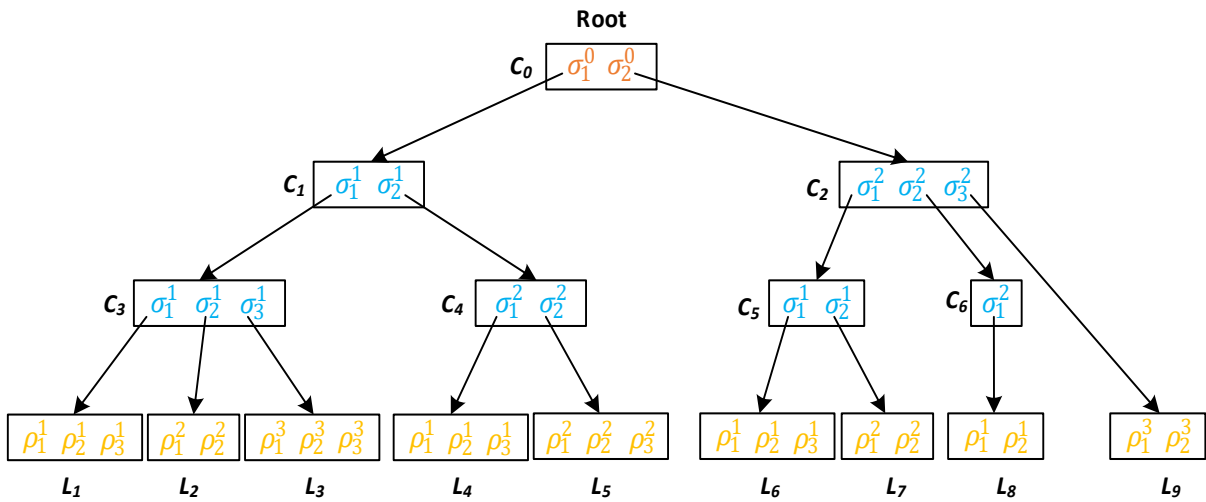 Root
C₀ σ₁⁰ σ₂⁰
C₁ σ₁¹ σ₂¹ C₂ σ₁² σ₂² σ₃²
C₃ σ₁¹ σ₂¹ σ₃¹ C₄ σ₁² σ₂² C₅ σ₁¹ σ₂¹ C₆ σ₁²
ρ₁¹ ρ₂¹ ρ₃¹ ρ₁² ρ₂² ρ₁³ ρ₂³ ρ₃³ ρ₁¹ ρ₂¹ ρ₃¹ ρ₁² ρ₂² ρ₃² ρ₁¹ ρ₂¹ ρ₃¹ ρ₁² ρ₂² ρ₁¹ ρ₂¹ ρ₁³ ρ₂³
L₁ L₂ L₃ L₄ L₅ L₆ L₇ L�8 L₉